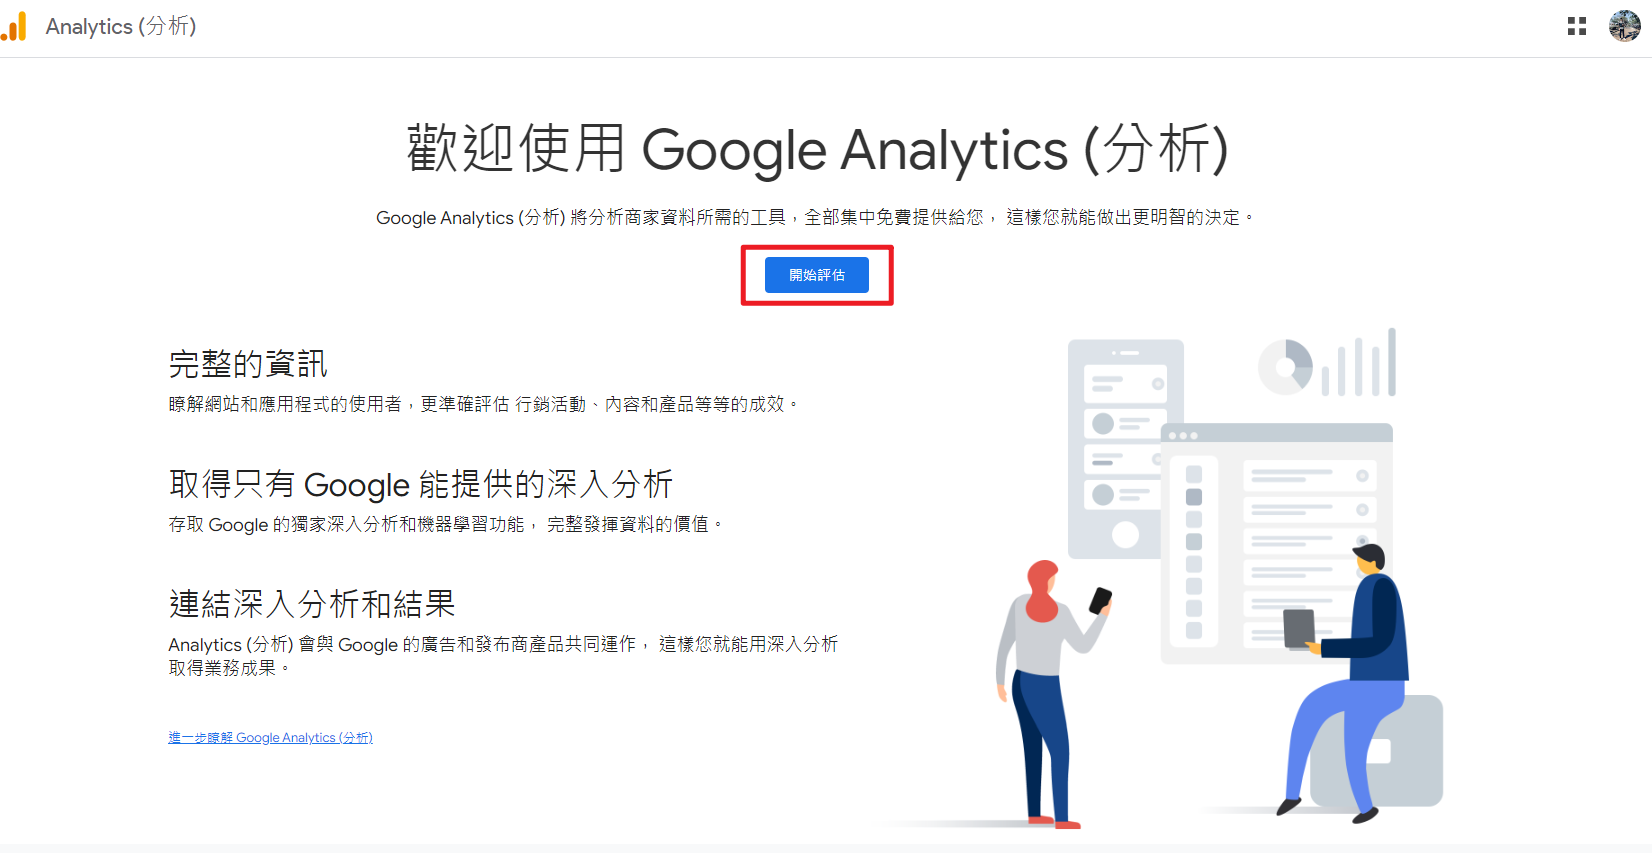 Analytics (分析)
歡迎使用 Google Analytics (分析)
Google Analytics (分析) 將分析商家資料所需的工具，全部集中免費提供給您， 這樣您就能做出更明智的決定。
開始評估
完整的資訊
瞭解網站和應用程式的使用者，更準確評估 行銷活動、內容和產品等等的成效。
取得只有 Google 能提供的深入分析
存取 Google 的獨家深入分析和機器學習功能， 完整發揮資料的價值。
連結深入分析和結果
Analytics (分析) 會與 Google 的廣告和發布商產品共同運作， 這樣您就能用深入分析
取得業務成果。
進一步瞭解 Google Analytics (分析)